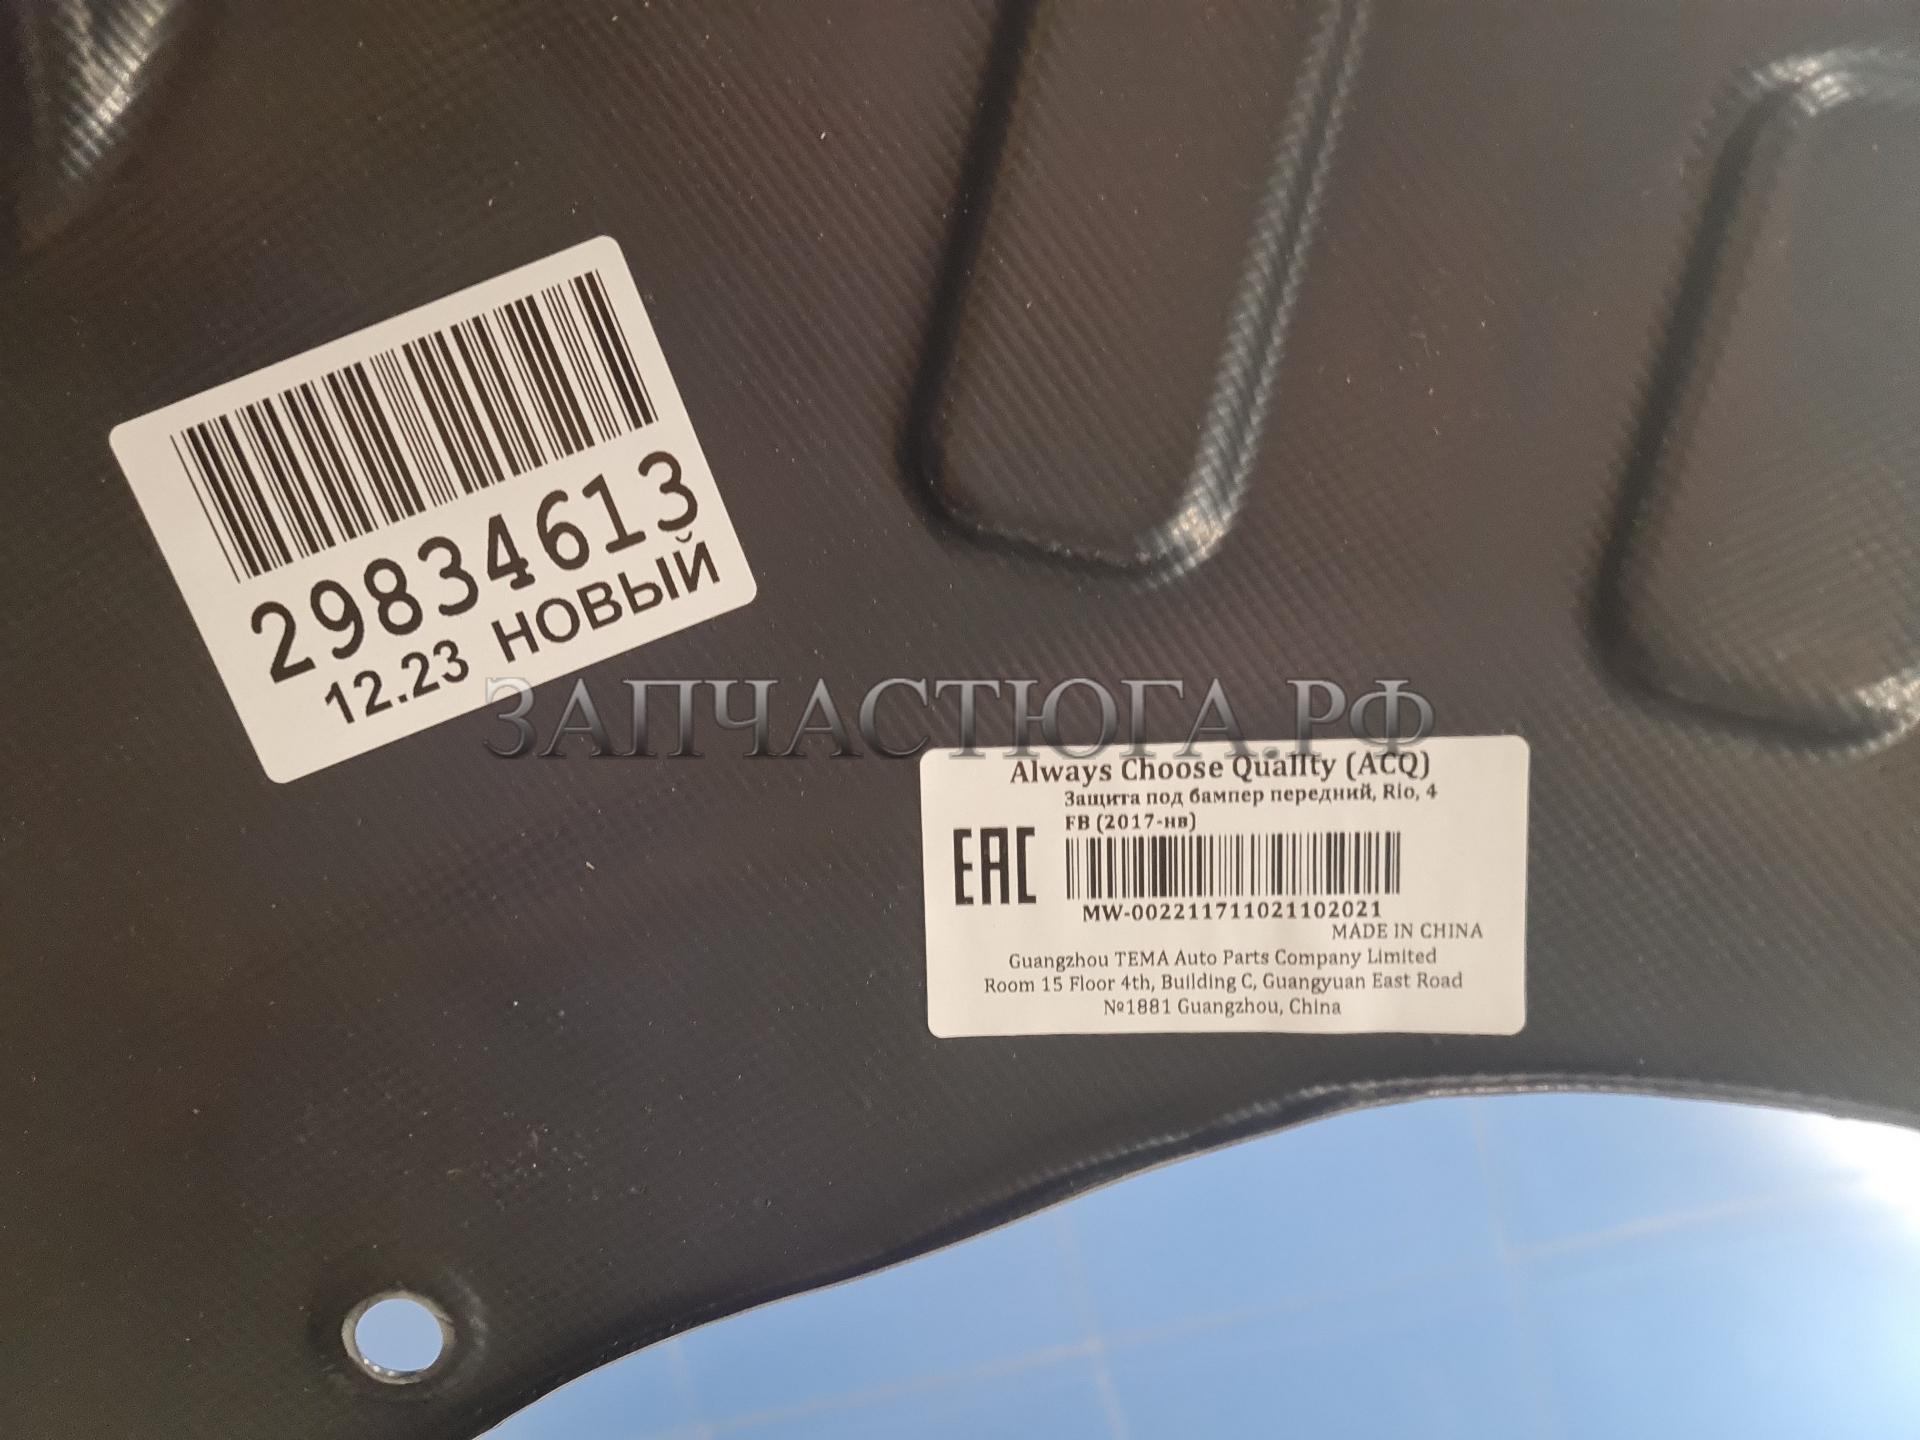 29834613
12.23 НОВЫЙ
ЗАПЧАСТЮГА.РФ
Always Choose Quality (ACQ)
Защита под бампер передний, Rio, 4
FB (2017-нв)
EAC
MW-002211711021102021
MADE IN CHINA
Guangzhou TEMA Auto Parts Company Limited
Room 15 Floor 4th, Building C, Guangyuan East Road
№1881 Guangzhou, China